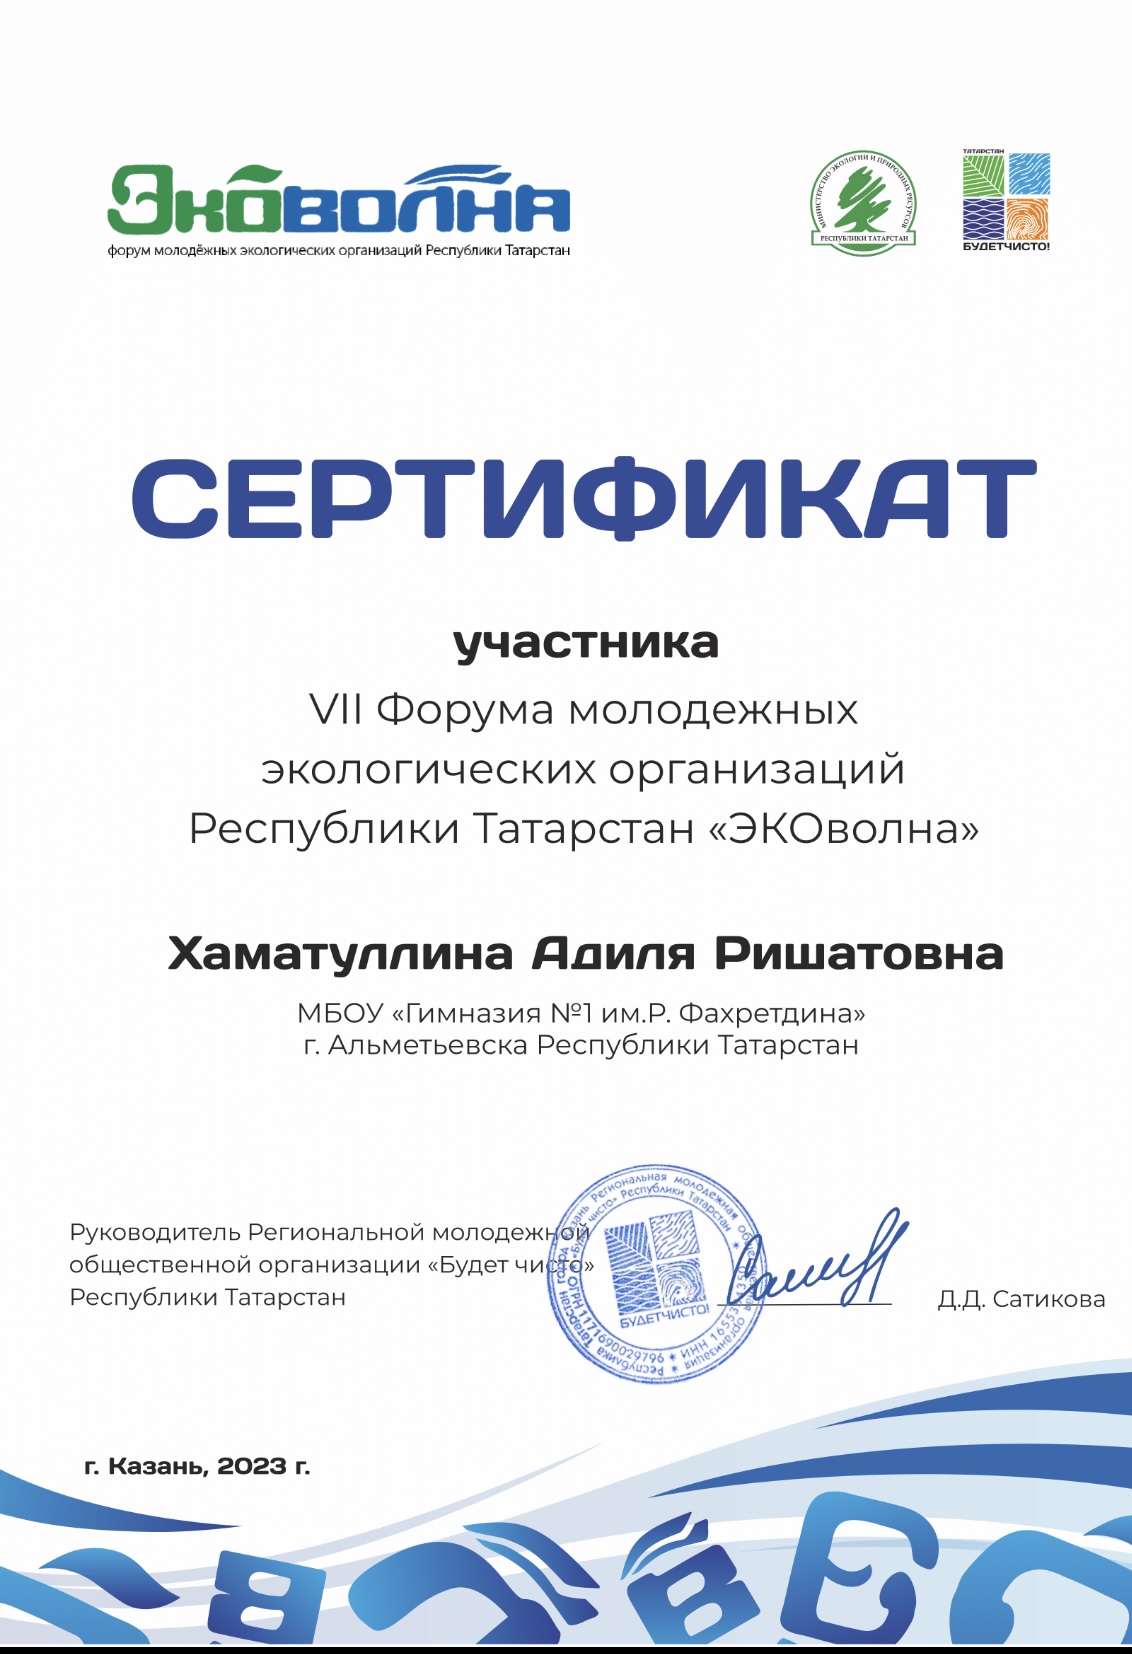 Эковолна
форум молодёжных экологических организаций Республики Татарстан
МИНИСТЕРСТВО ЭКОЛОГИИ И ПРИРОДНЫХ РЕСУРСОВ
РЕСПУБЛИКИ ТАТАРСТАН
ТАТАРСТАН
БУДЕТЧИСТО!
СЕРТИФИКАТ
участника
VII Форума молодежных
экологических организаций
Республики Татарстан «ЭКОволна»
Хаматуллина Адиля Ришатовна
МБОУ «Гимназия №1 им.Р. Фахретдина»
г. Альметьевска Республики Татарстан
Руководитель Региональной молодежной
общественной организации «Будет чисто»
Республики Татарстан
Республика Татарстан город Казань Региональная молодежная организация
«Будет чисто» Республики Татарстан
ОГРН 1171690029796 * ИНН
БУДЕТЧИСТО!
Д.Д. Сатикова
г. Казань, 2023 г.